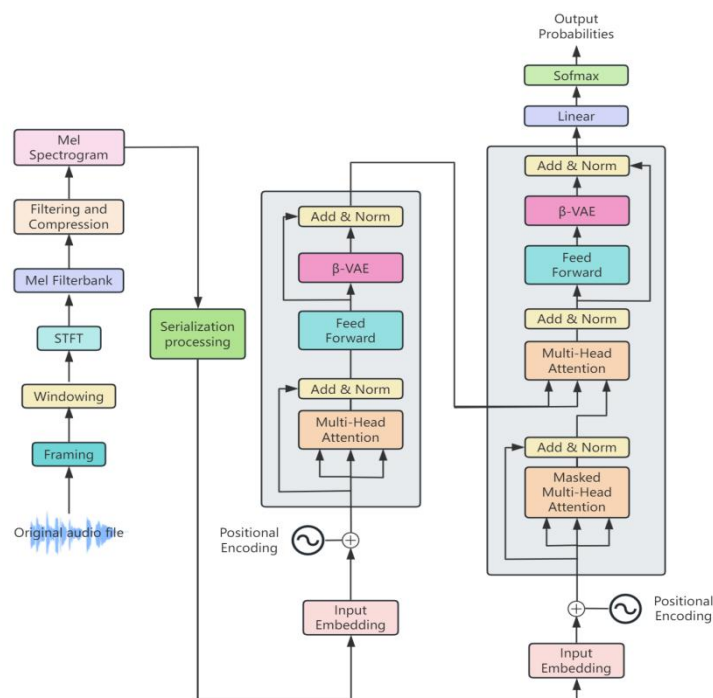 Mel
Spectrogram
Filtering and
Compression
Mel Filterbank
STFT
Windowing
Framing
Original audio file
Serialization
processing
Add & Norm
β-VAE
Feed
Forward
Add & Norm
Multi-Head
Attention
Positional
Encoding
Input
Embedding
Output
Probabilities
Sofmax
Linear
Add & Norm
β-VAE
Feed
Forward
Add & Norm
Multi-Head
Attention
Add & Norm
Masked
Multi-Head
Attention
Positional
Encoding
Input
Embedding